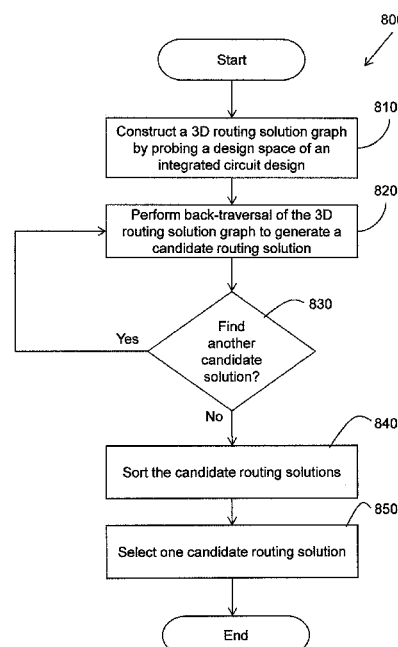 800
Start
810
Construct a 3D routing solution graph
by probing a design space of an
integrated circuit design
820
Perform back-traversal of the 3D
routing solution graph to generate a
candidate routing solution
830
Find
another
candidate
solution?
Yes
No
840
Sort the candidate routing solutions
850
Select one candidate routing solution
End